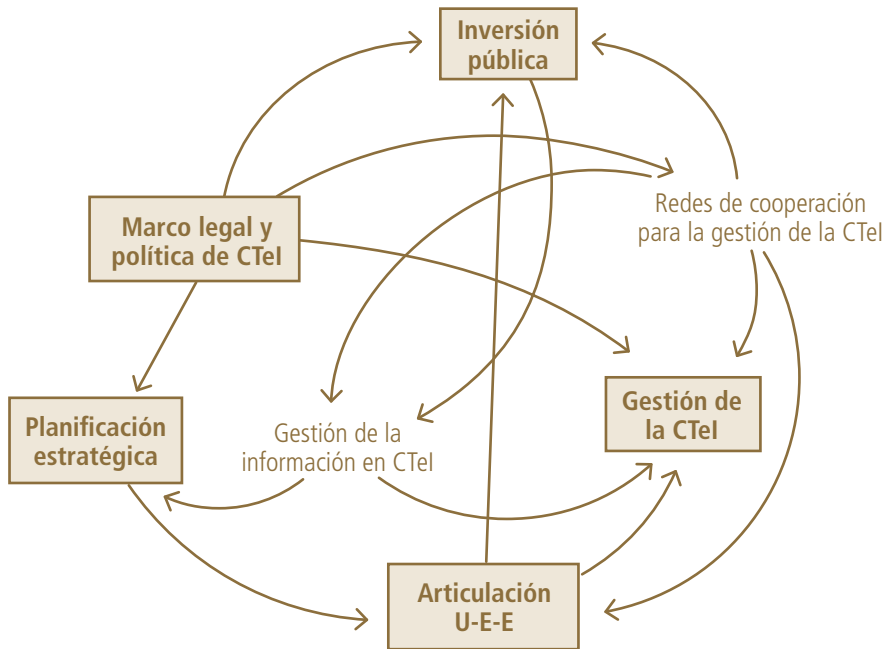 Inversión
pública
Redes de cooperación
para la gestión de la CTeI
Marco legal y
política de CTeI
Gestión de
la CTeI
Planificación
estratégica
Gestión de la
información en CTeI
Articulación
U-E-E